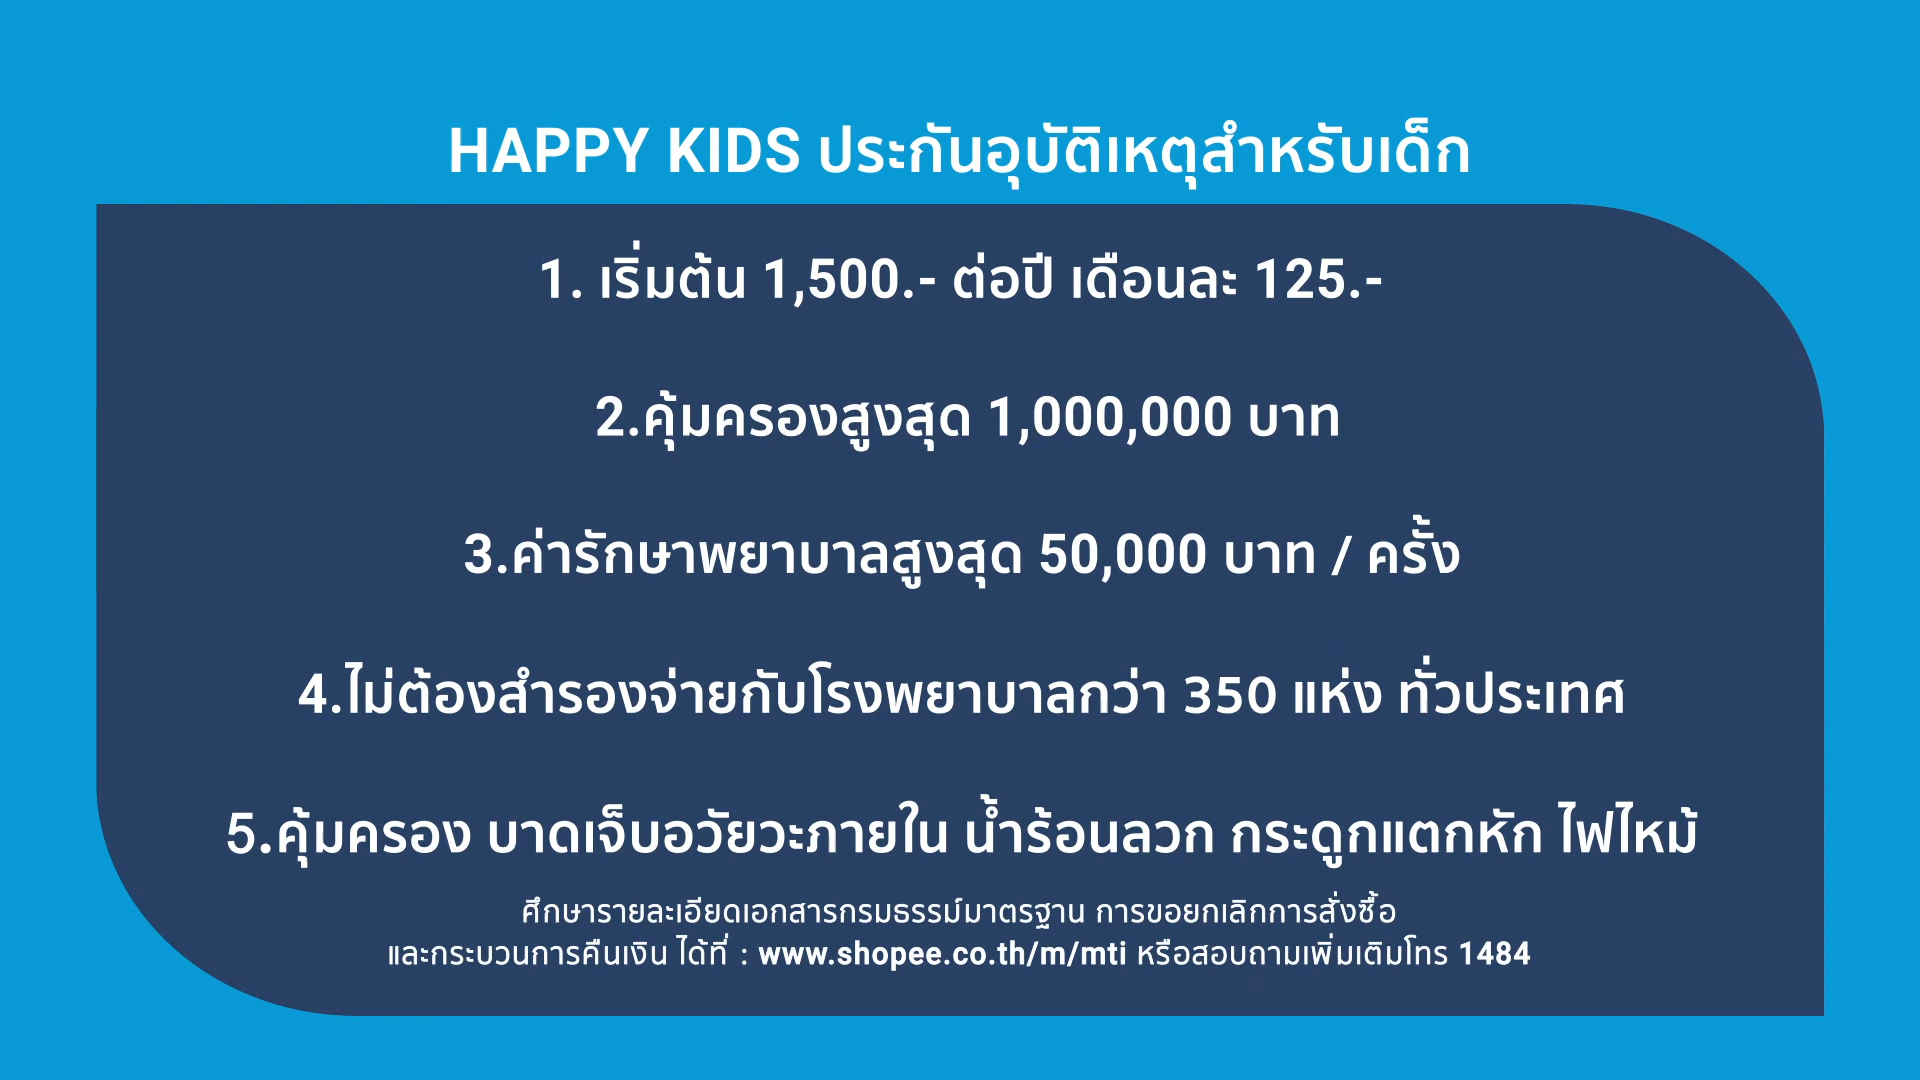 HAPPY KIDS ประกันอุบัติเหตุสำหรับเด็ก
1. เริ่มต้น 1,500.- ต่อปี เดือนละ 125.-
2.คุ้มครองสูงสุด 1,000,000 บาท
3.ค่ารักษาพยาบาลสูงสุด 50,000 บาท / ครั้ง
4.ไม่ต้องสำรองจ่ายกับโรงพยาบาลกว่า 350 แห่ง ทั่วประเทศ
5.คุ้มครอง บาดเจ็บอวัยวะภายใน น้ำร้อนลวก กระดูกแตกหัก ไฟไหม้
ศึกษารายละเอียดเอกสารกรมธรรม์มาตรฐาน การขอยกเลิกการสั่งซื้อ
และกระบวนการคืนเงิน ได้ที่ : www.shopee.co.th/m/mti หรือสอบถามเพิ่มเติมโทร 1484